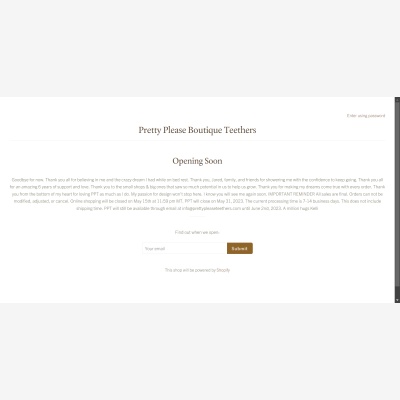 Enter using password
Pretty Please Boutique Teethers
Opening Soon
Goodbye for now. Thank you all for believing in me and the crazy dream I had while on bed rest. Thank you, Jared, family, and friends for showering me with the confidence to keep going. Thank you all
for an amazing 8 years of support and love. Thank you to the small shops & big ones that saw so much potential in us to help us grow. Thank you for making my dreams come true with every order. Thank
you from the bottom of my heart for loving PPT as much as I do. My passion for design won't stop here. I know you will see me again soon. IMPORTANT REMINDER All sales are final. Orders can not be
modified, adjusted, or cancel. Online shopping will be closed on May 15th at 11:59 pm MT. PPT will close on May 31, 2023. The current processing time is 7-14 business days. This does not include
shipping time. PPT will still be available through email at info@prettypleaseteethers.com until June 2nd, 2023. A million hugs Kelli
Find out when we open
Your email
Submit
This store will be powered by Shopify